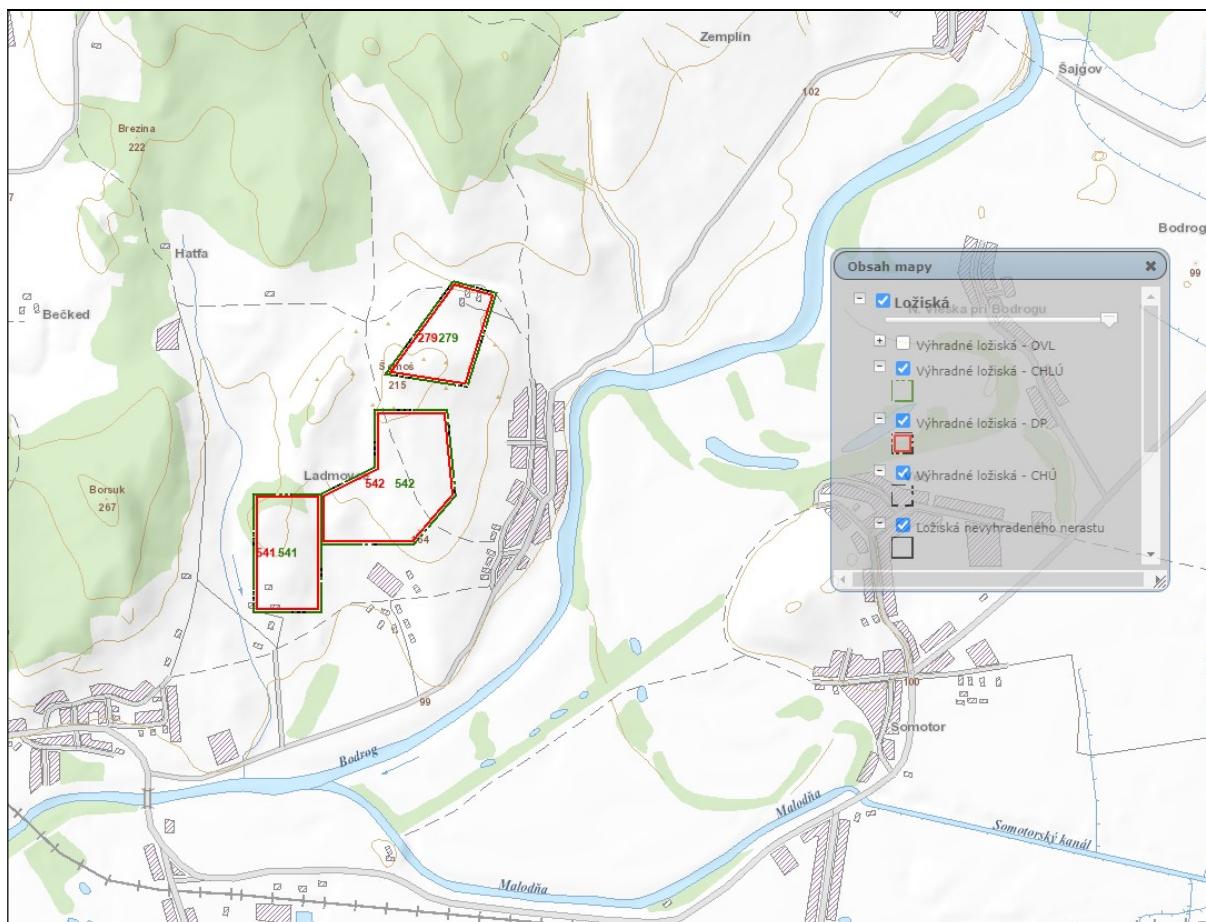 Zemplín
Šajgov
102
Brezina
222
Hatfa
Bodrog
99
Bečked
Obsah mapy
Ložiská
N. Vieska pri Bodrogu
Výhradné ložiská - OVL
Výhradné ložiská - CHLÚ
Výhradné ložiská - DP
Výhradné ložiská - CHÚ
Ložiská nevyhradeného nerastu
279 279
215
Ladmov
542 542
Borsuk
267
541 541
99
100
Somotor
Bodrog
Malodňa
Somotorský kanál
Malodňa